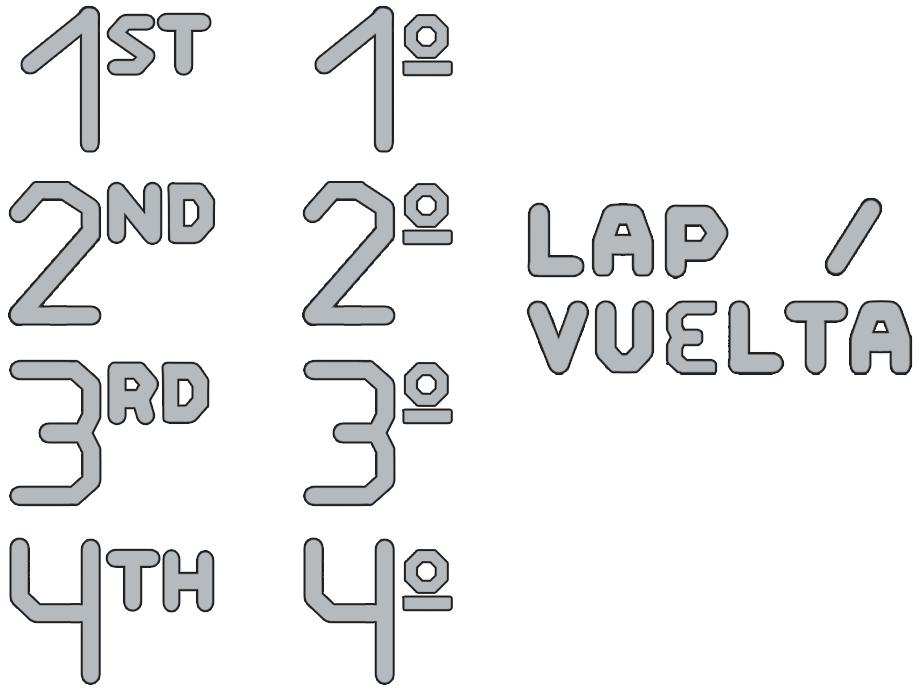 1ST 1º
2ND 2º
LAP /
VUELTA
3RD 3º
4TH 4º